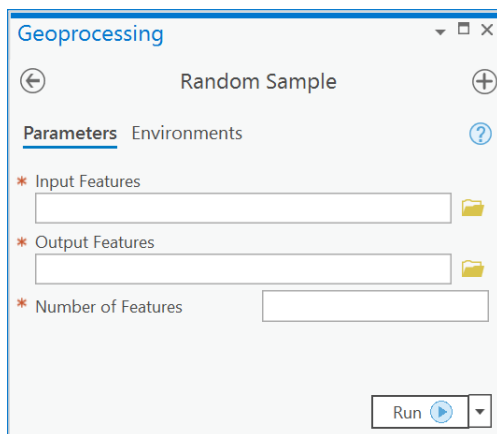 Geoprocessing
Random Sample
Parameters Environments
* Input Features
* Output Features
* Number of Features
Run